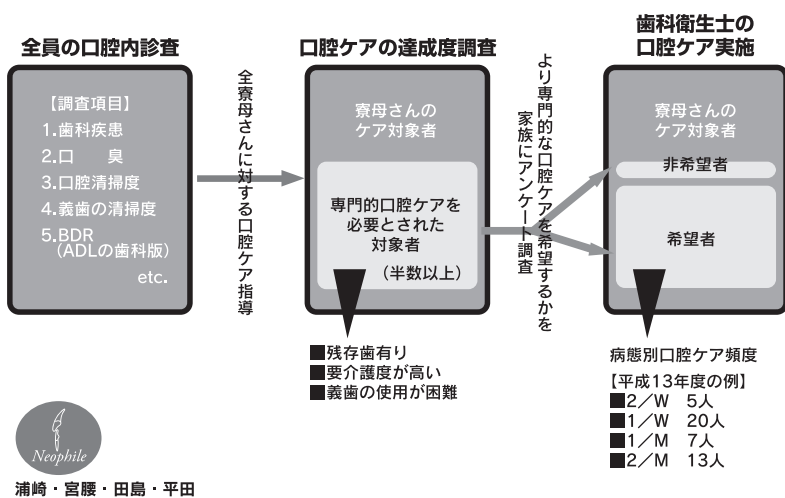 全員の口腔内診査
【調査項目】
1.歯科疾患
2.口　　臭
3.口腔清掃度
4.義歯の清掃度
5.BDR
(ADLの歯科版)
etc.
全寮母さんに対する口腔ケア指導
口腔ケアの達成度調査
寮母さんの
ケア対象者
専門的口腔ケアを
必要とされた
対象者
(半数以上)
■残存歯有り
■要介護度が高い
■義歯の使用が困難
より専門的な口腔ケアを希望するかを
家族にアンケート調査
歯科衛生士の
口腔ケア実施
寮母さんの
ケア対象者
非希望者
希望者
病態別口腔ケア頻度
【平成13年度の例】
■2／W　5人
■1／W　20人
■1／M　7人
■2／M　13人
Neophile
浦崎・宮腰・田島・平田